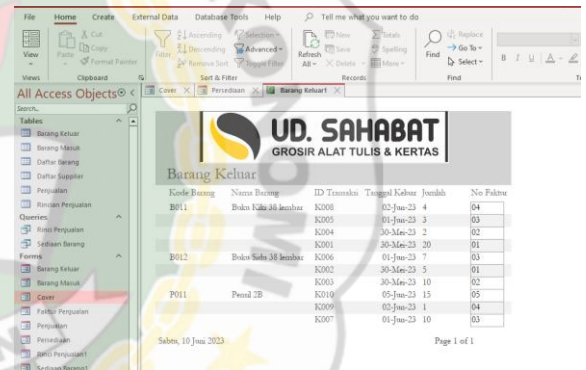 File Home Create External Data Database Tools Help Tell me what you want to do
View Paste Cut Copy Format Painter Filter Ascending Descending Remove Sort Selection Advanced Toggle Filter Refresh All New Save Delete Totals Spelling More Find Replace Go To Select B I U A
Views Clipboard Sort & Filter Records Find
All Access Objects
Cover Persediaan Barang Keluar1
Search...
Tables
Barang Keluar
Barang Masuk
Daftar Barang
Daftar Supplier
Penjualan
Rincian Penjualan
Queries
Rinci Penjualan
Sediaan Barang
Forms
Barang Keluar
Barang Masuk
Cover
Faktur Penjualan
Penjualan
Persediaan
Rinci Penjualan1
Sediaan Barang1
UD. SAHABAT
GROSIR ALAT TULIS & KERTAS
Barang Keluar
Kode Barang Nama Barang ID Transaksi Tanggal Keluar Jumlah No Faktur
B011 Buku Kiki 38 lembar K008 02-Jun-23 4 04
K005 01-Jun-23 3 03
K004 30-Mei-23 2 02
K001 30-Mei-23 20 01
B012 Buku Sidu 38 lembar K006 01-Jun-23 7 03
K002 30-Mei-23 5 01
K003 30-Mei-23 10 02
P011 Pensil 2B K010 05-Jun-23 15 05
K009 02-Jun-23 1 04
K007 01-Jun-23 10 03
Sabtu, 10 Juni 2023 Page 1 of 1